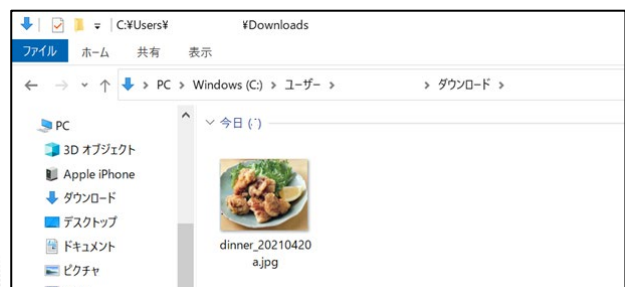 C:¥Users¥ ¥Downloads
ファイル ホーム 共有 表示
PC > Windows (C:) > ユーザー > > ダウンロード >
PC
3D オブジェクト
Apple iPhone
ダウンロード
デスクトップ
ドキュメント
ピクチャ
今日
dinner_20210420
a.jpg